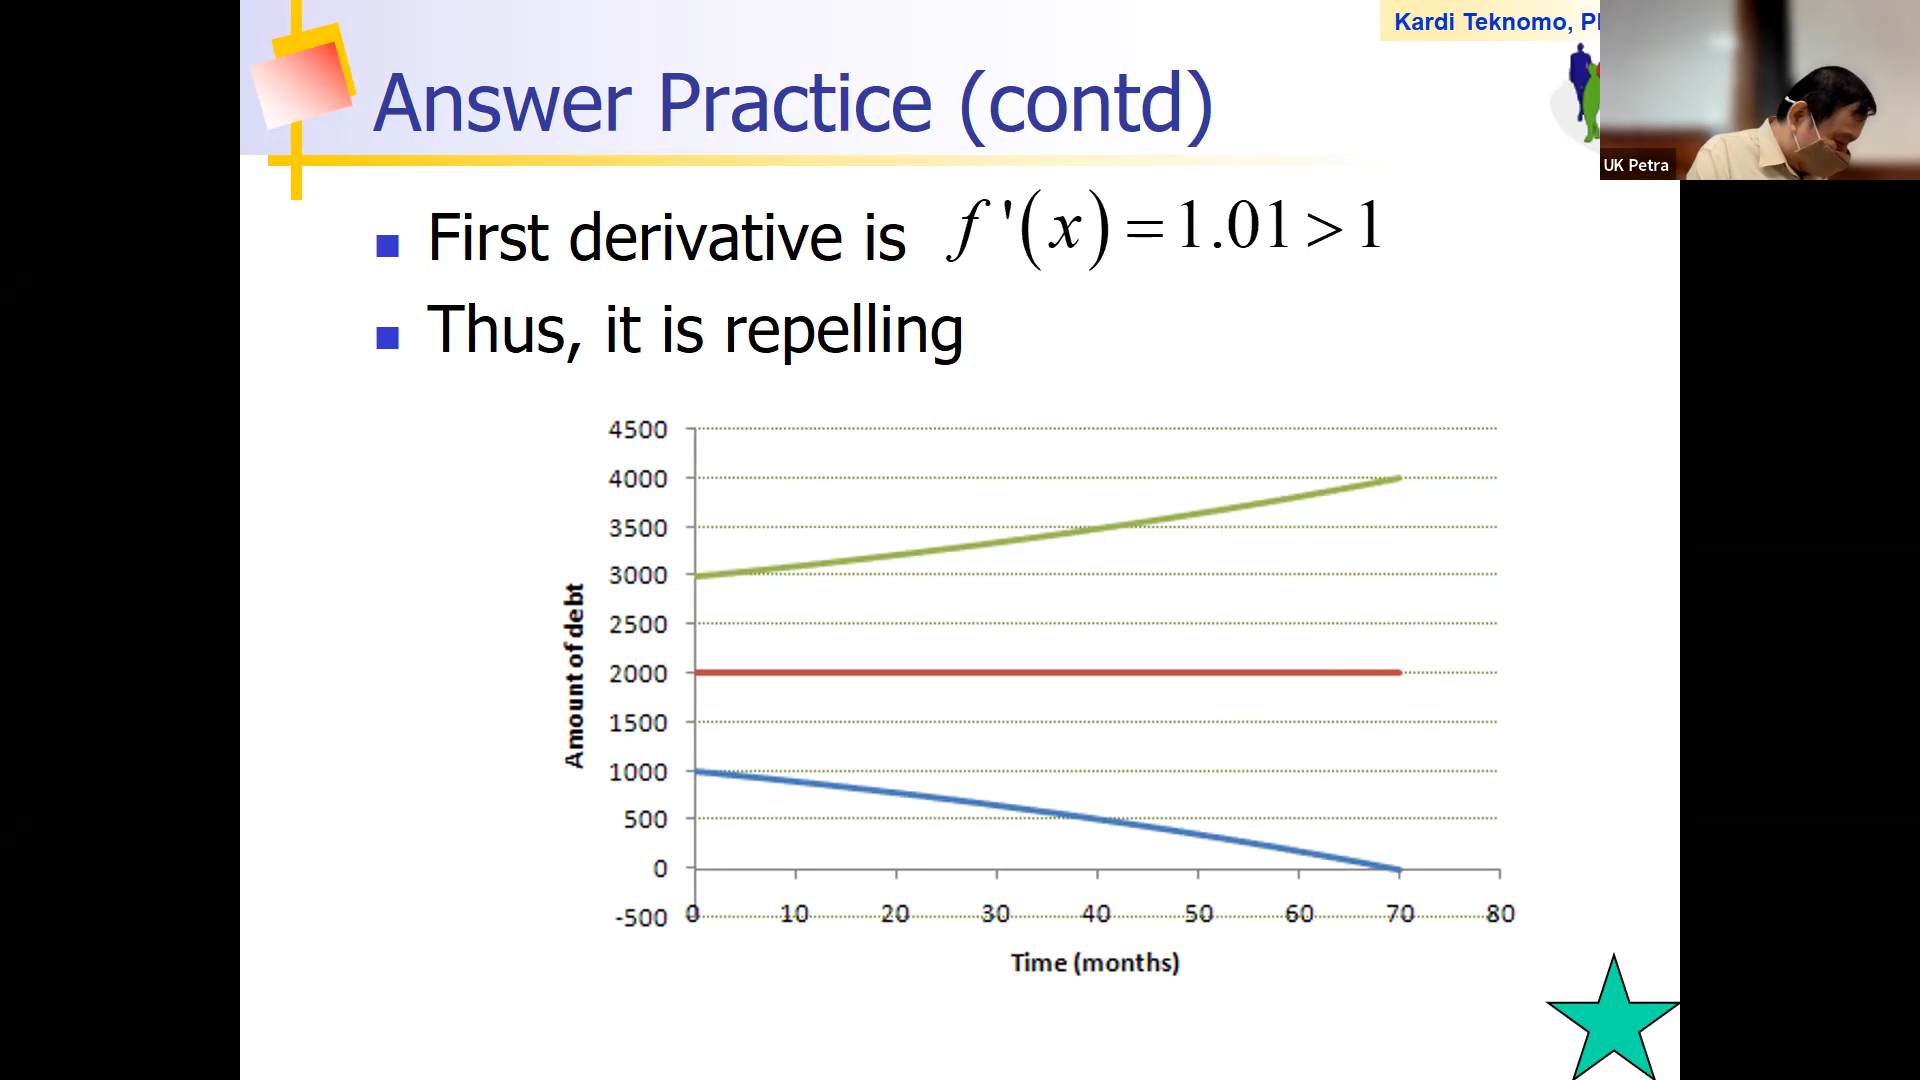 Kardi Teknomo,
Answer Practice (contd)
UK Petra
First derivative is f'(x)=1.01>1
Thus, it is repelling
4500
4000
3500
3000
2500
2000
1500
1000
500
0
-500
Amount of debt
0 10 20 30 40 50 60 70 80
Time (months)